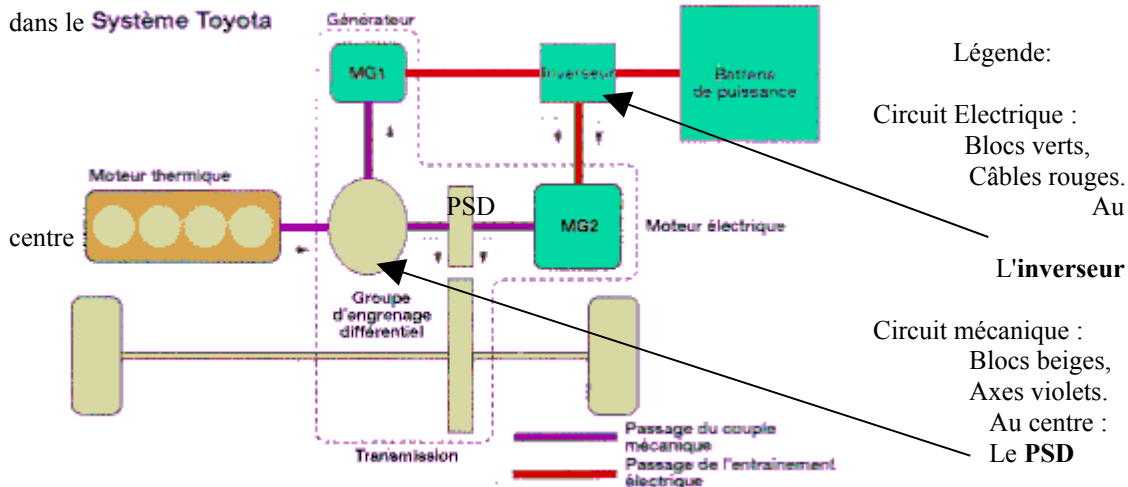 dans le Système Toyota
Générateur
MG1
Inverseur
Batterie
de puissance
Moteur thermique
PSD
MG2
Moteur électrique
centre :
Groupe
d'engrenage
différentiel
Transmission
Passage du couple
mécanique
Passage de l'entraînement
électrique
Légende:
Circuit Electrique :
Blocs verts,
Câbles rouges.
Au
L'inverseur
Circuit mécanique :
Blocs beiges,
Axes violets.
Au centre :
Le PSD